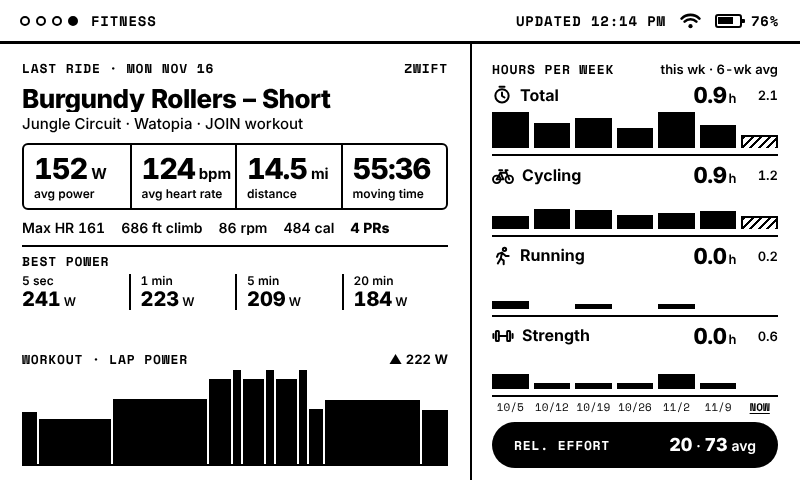 FITNESS
UPDATED 12:14 PM
76%
LAST RIDE · MON NOV 16
ZWIFT
Burgundy Rollers – Short
Jungle Circuit · Watopia · JOIN workout
152 W
avg power
124 bpm
avg heart rate
14.5 mi
distance
55:36
moving time
Max HR 161 686 ft climb 86 rpm 484 cal 4 PRs
BEST POWER
5 sec
241 W
1 min
223 W
5 min
209 W
20 min
184 W
WORKOUT · LAP POWER
▲ 222 W
HOURS PER WEEK
this wk · 6-wk avg
Total 0.9 h 2.1
Cycling 0.9 h 1.2
Running 0.0 h 0.2
Strength 0.0 h 0.6
10/5 10/12 10/19 10/26 11/2 11/9 NOW
REL. EFFORT 20 · 73 avg